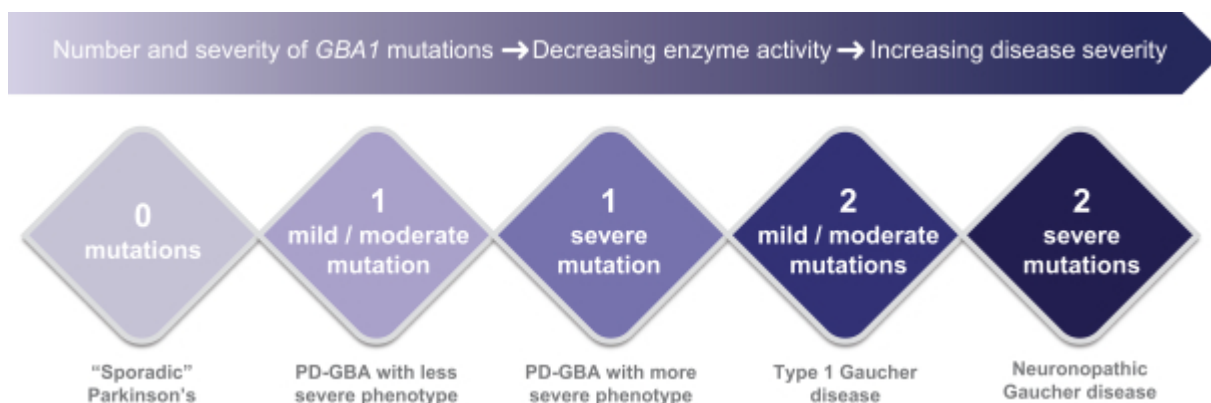 Number and severity of GBA1 mutations → Decreasing enzyme activity → Increasing disease severity
0
mutations
1
mild / moderate
mutation
1
severe
mutation
2
mild / moderate
mutations
2
severe
mutations
"Sporadic"
Parkinson's
PD-GBA with less
severe phenotype
PD-GBA with more
severe phenotype
Type 1 Gaucher
disease
Neuronopathic
Gaucher disease